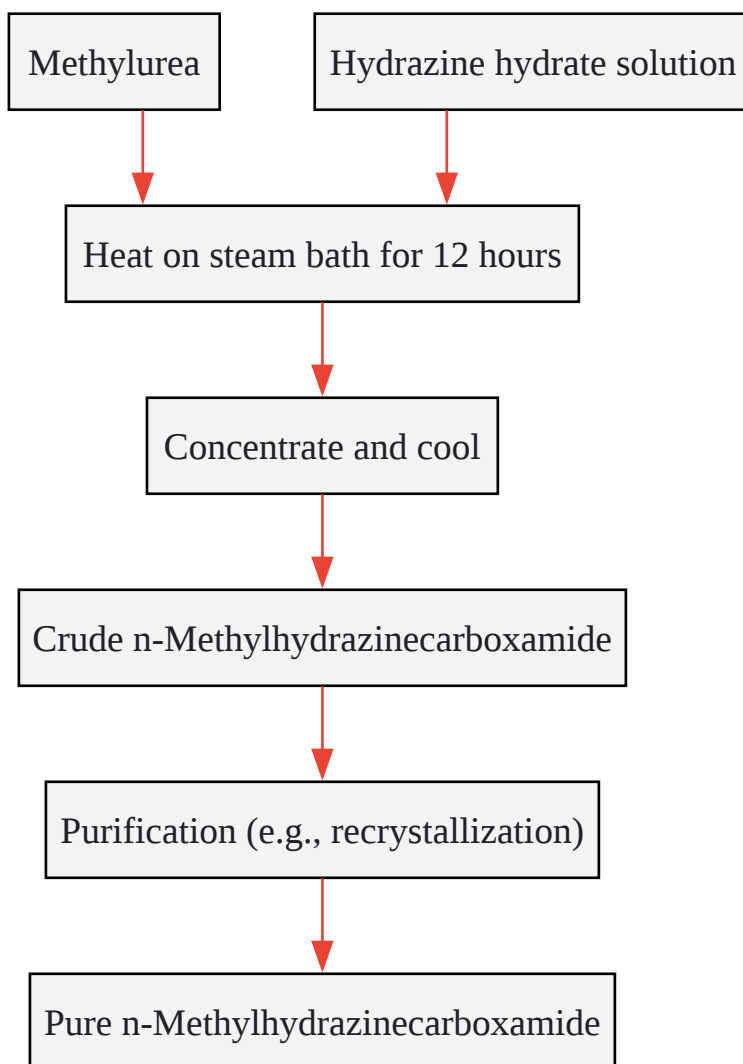 Methylurea
Hydrazine hydrate solution
Heat on steam bath for 12 hours
Concentrate and cool
Crude n-Methylhydrazinecarboxamide
Purification (e.g., recrystallization)
Pure n-Methylhydrazinecarboxamide